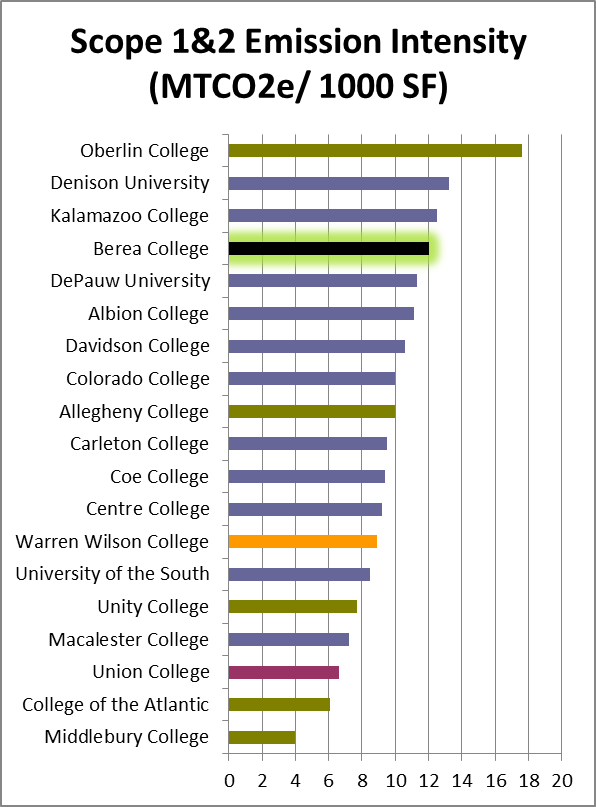 Scope 1&2 Emission Intensity
(MTCO2e/ 1000 SF)
Oberlin College
Denison University
Kalamazoo College
Berea College
DePauw University
Albion College
Davidson College
Colorado College
Allegheny College
Carleton College
Coe College
Centre College
Warren Wilson College
University of the South
Unity College
Macalester College
Union College
College of the Atlantic
Middlebury College
0 2 4 6 8 10 12 14 16 18 20